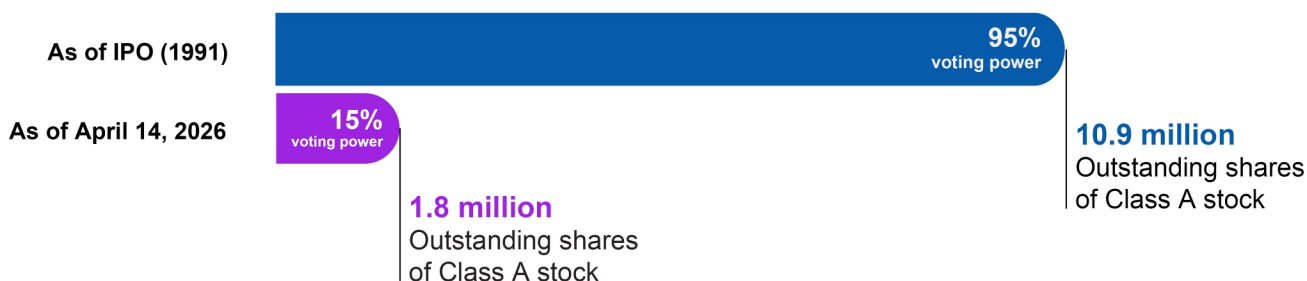 As of IPO (1991)
95%
voting power
10.9 million
Outstanding shares
of Class A stock
As of April 14, 2026
15%
voting power
1.8 million
Outstanding shares
of Class A stock